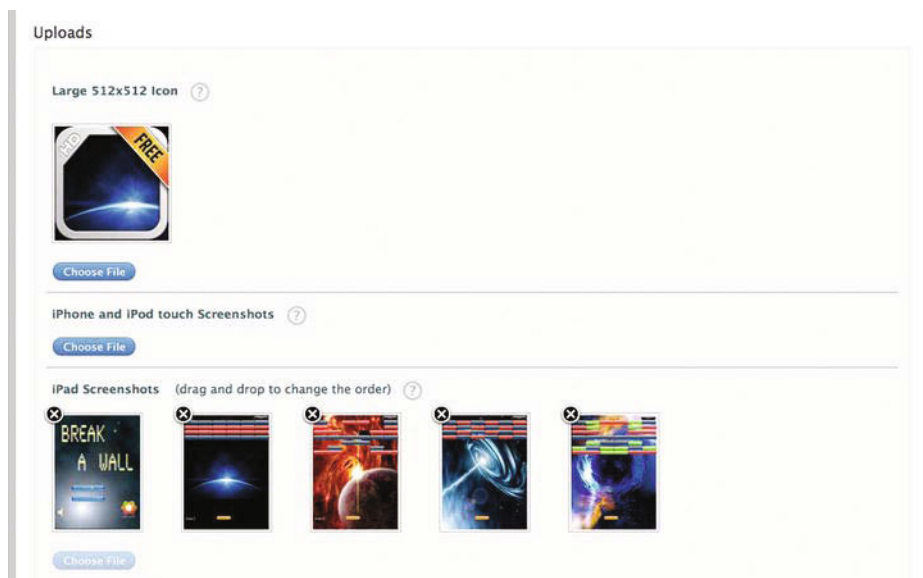 Uploads
Large 512x512 Icon ?
HD
FREE
Choose File
iPhone and iPod touch Screenshots ?
Choose File
iPad Screenshots (drag and drop to change the order) ?
BREAK
A WALL
Choose File